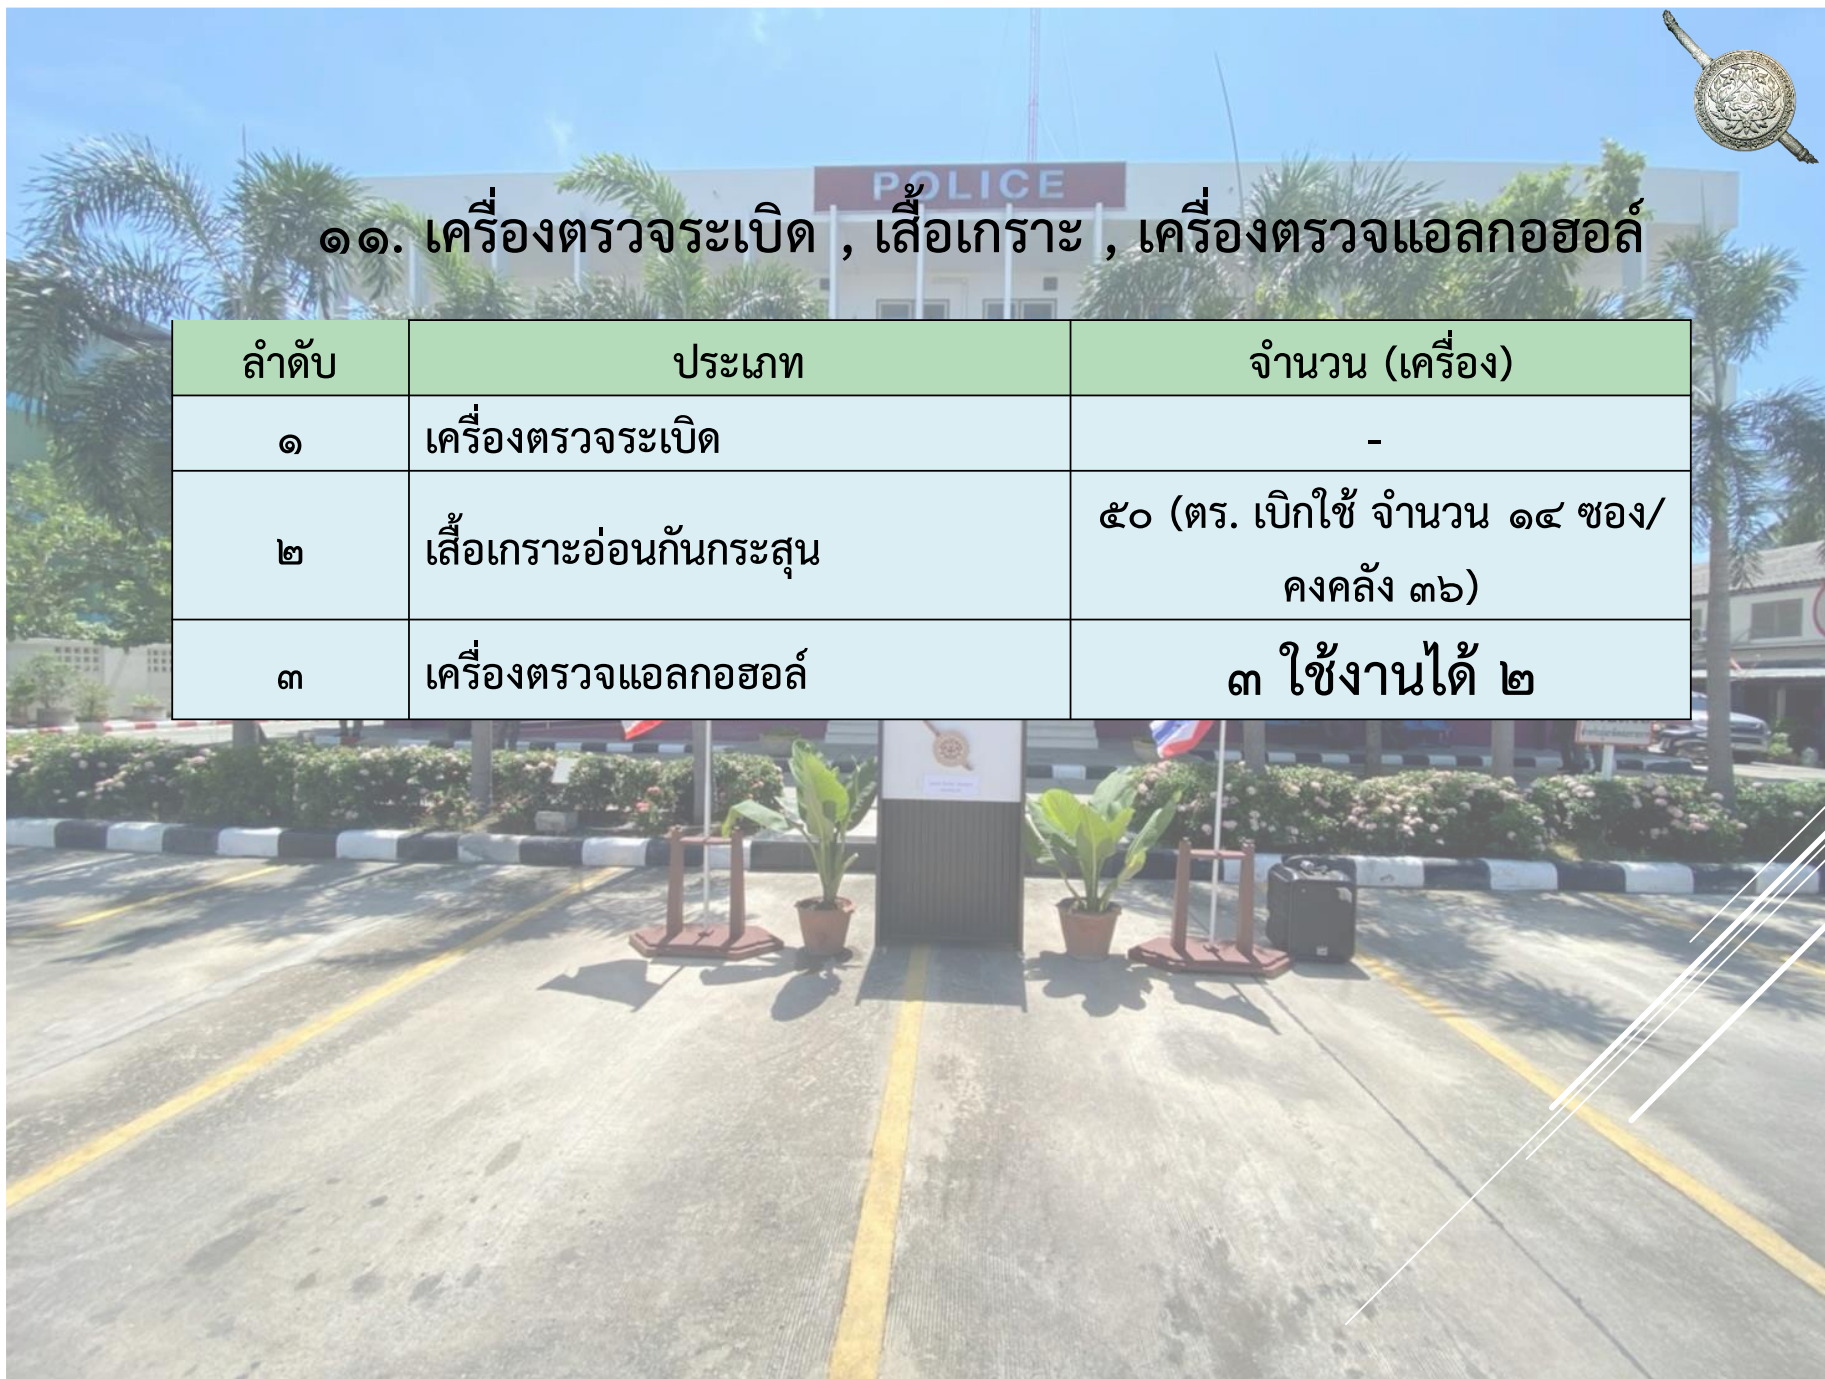 POLICE
๑๑. เครื่องตรวจระเบิด , เสื้อเกราะ , เครื่องตรวจแอลกอฮอล์
ลำดับ ประเภท จำนวน (เครื่อง)
๑ เครื่องตรวจระเบิด -
๒ เสื้อเกราะอ่อนกันกระสุน ๕๐ (ตร. เบิกใช้ จำนวน ๑๔ ซอง/
คงคลัง ๓๖)
๓ เครื่องตรวจแอลกอฮอล์ ๓ ใช้งานได้ ๒